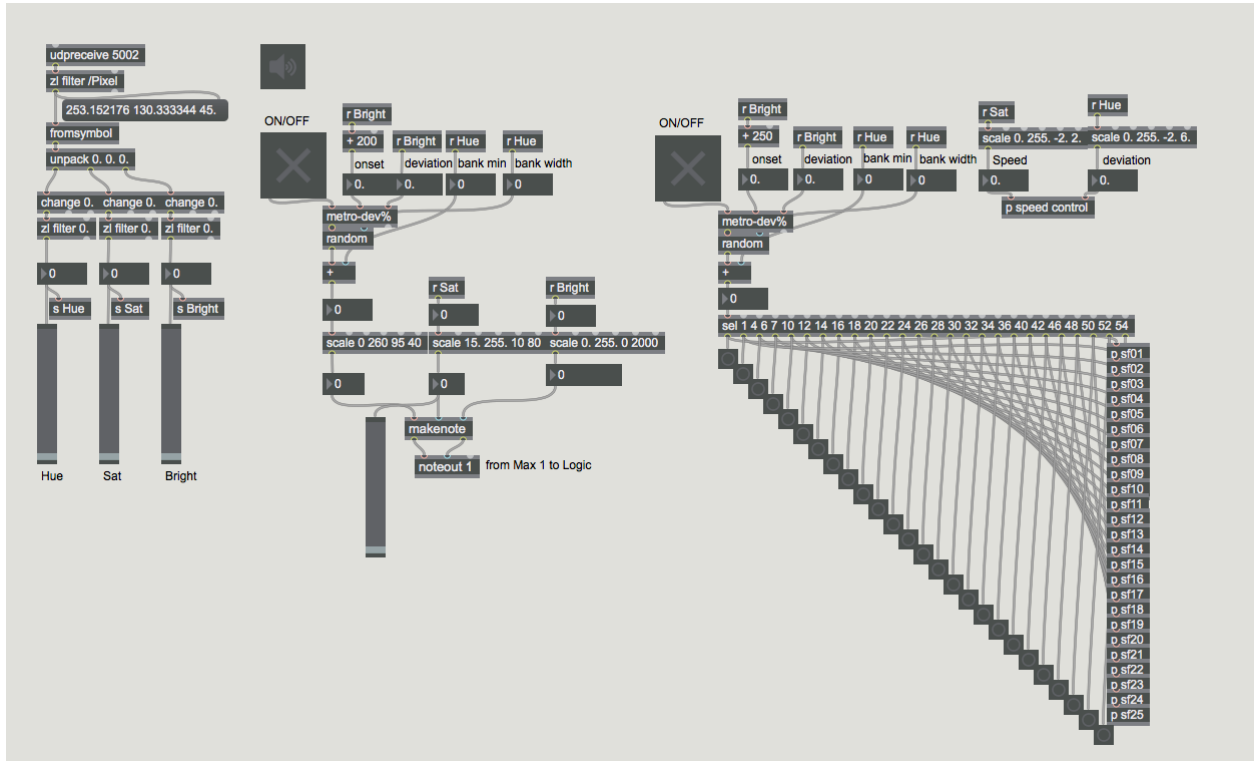 udpreceive 5002
zl filter /Pixel
253.152176 130.333344 45.
fromsymbol
unpack 0. 0. 0.
change 0. change 0. change 0.
zl filter 0. zl filter 0. zl filter 0.
0 0 0
s Hue s Sat s Bright
Hue Sat Bright
ON/OFF
r Bright
+ 200 r Bright r Hue r Hue
onset deviation bank min bank width
0. 0. 0 0
metro-dev%
random
+
0
r Sat r Bright
0 0
scale 0 260 95 40 scale 15. 255. 10 80 scale 0. 255. 0 2000
0 0 0
makenote
noteout 1 from Max 1 to Logic
ON/OFF
r Bright
+ 250 r Bright r Hue r Hue
onset deviation bank min bank width
0. 0. 0 0
metro-dev%
random
+
0
r Sat r Hue
scale 0. 255. -2. 2. scale 0. 255. -2. 6.
Speed deviation
0. 0.
p speed control
sel 1 4 6 7 10 12 14 16 18 20 22 24 26 28 30 32 34 36 40 42 46 48 50 52 54
p sf01
p sf02
p sf03
p sf04
p sf05
p sf06
p sf07
p sf08
p sf09
p sf10
p sf11
p sf12
p sf13
p sf14
p sf15
p sf16
p sf17
p sf18
p sf19
p sf20
p sf21
p sf22
p sf23
p sf24
p sf25